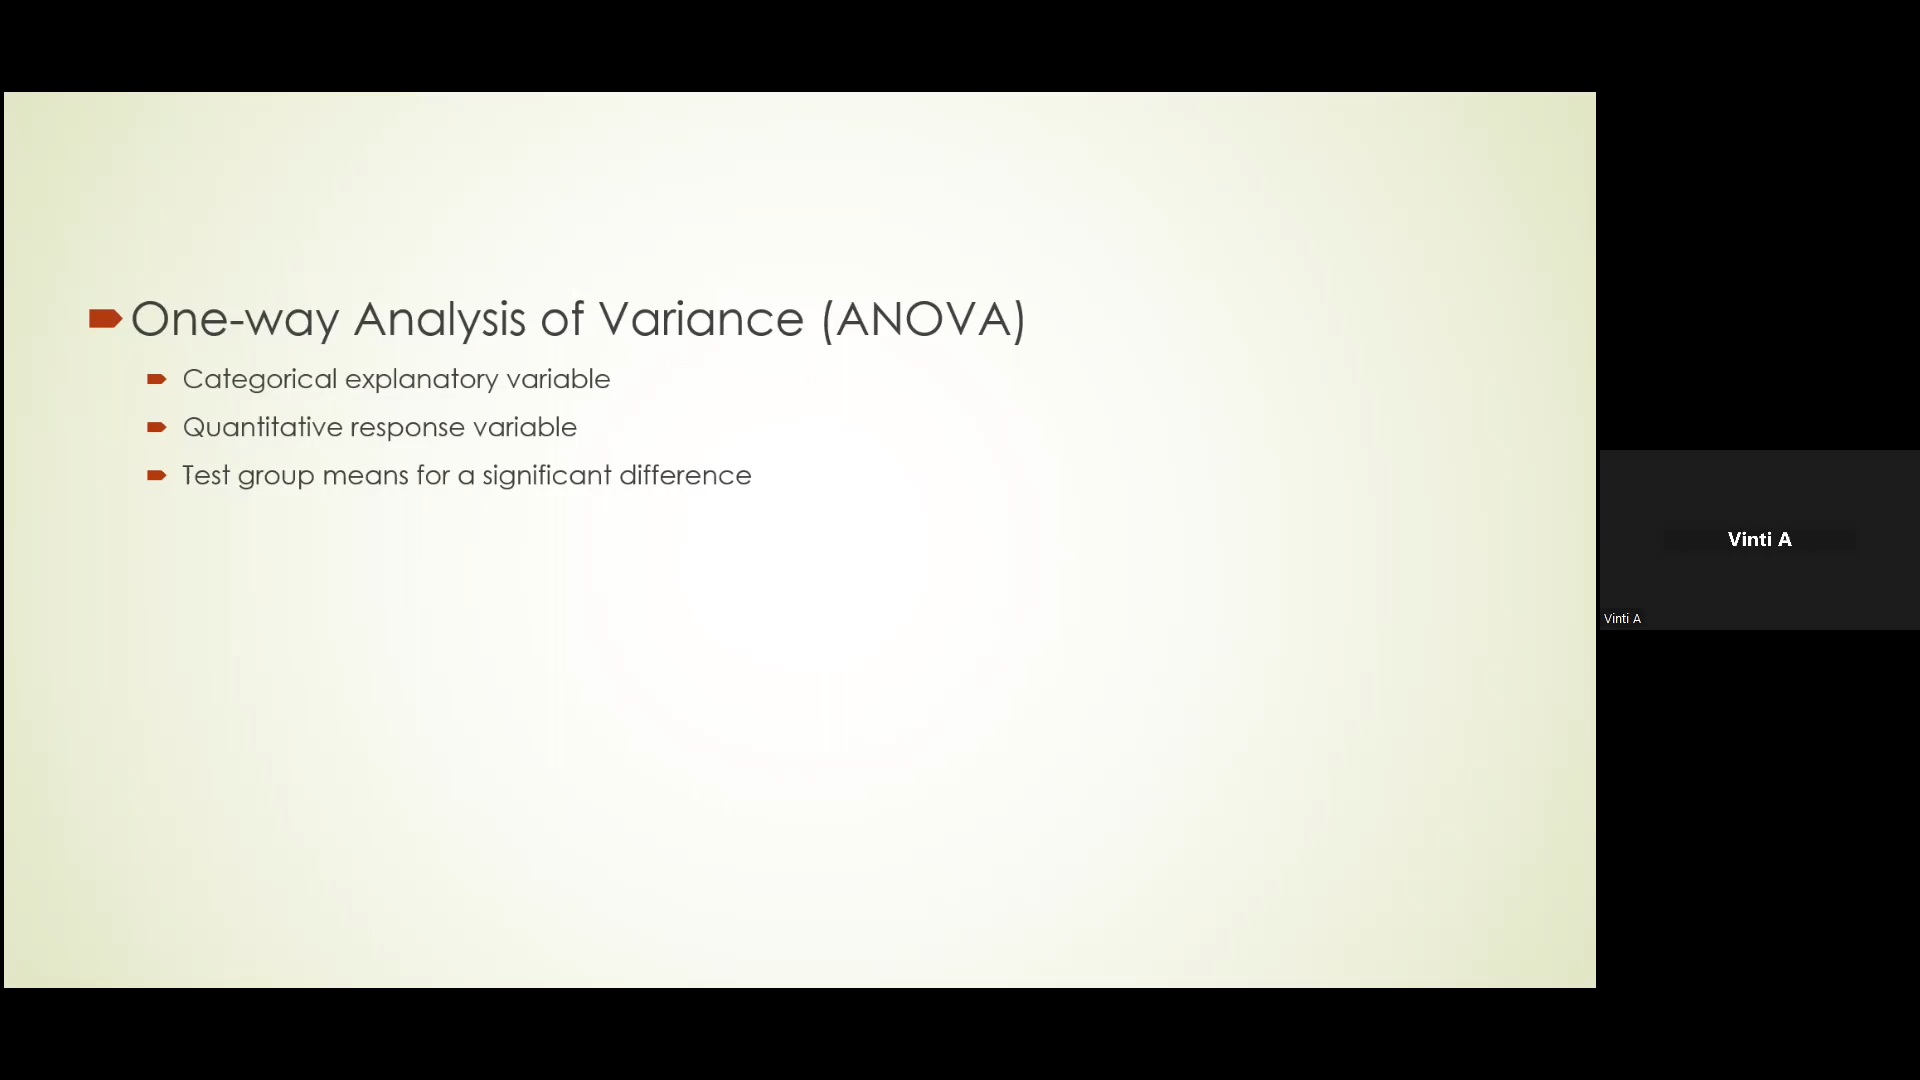 One-way Analysis of Variance (ANOVA)
Categorical explanatory variable
Quantitative response variable
Test group means for a significant difference
Vinti A
Vinti A